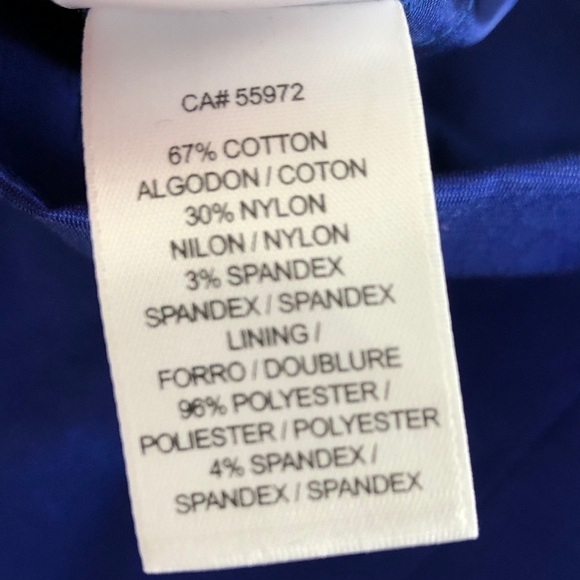 CA# 55972
67% COTTON
ALGODON / COTON
30% NYLON
NILON / NYLON
3% SPANDEX
SPANDEX / SPANDEX
LINING /
FORRO / DOUBLURE
96% POLYESTER /
POLIESTER / POLYESTER
4% SPANDEX /
SPANDEX / SPANDEX